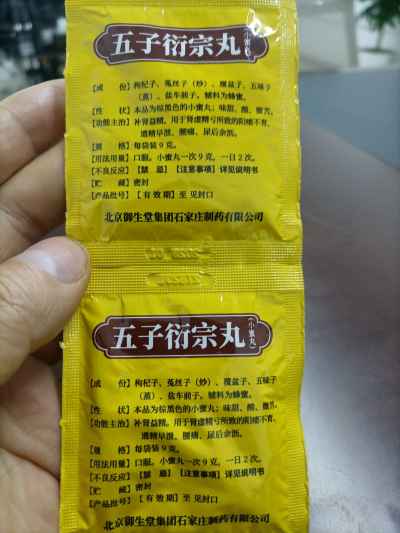 五子衍宗丸（小蜜丸）
【成 份】枸杞子、菟丝子（炒）、覆盆子、五味子
（蒸）、盐车前子。辅料为蜂蜜。
【性 状】本品为棕黑色的小蜜丸；味甜、酸、微苦。
【功能主治】补肾益精。用于肾虚精亏所致的阳痿不育、
遗精早泄、腰痛、尿后余沥。
【规 格】每袋装9克。
【用法用量】口服。小蜜丸一次9克，一日2次。
【不良反应】【禁 忌】【注意事项】详见说明书
【贮 藏】密封
【产品批号】【有效期】至 见封口
北京御生堂集团石家庄制药有限公司
五子衍宗丸（小蜜丸）
【成 份】枸杞子、菟丝子（炒）、覆盆子、五味子
（蒸）、盐车前子。辅料为蜂蜜。
【性 状】本品为棕黑色的小蜜丸；味甜、酸、微苦。
【功能主治】补肾益精。用于肾虚精亏所致的阳痿不育、
遗精早泄、腰痛、尿后余沥。
【规 格】每袋装9克。
【用法用量】口服。小蜜丸一次9克，一日2次。
【不良反应】【禁 忌】【注意事项】详见说明书
【贮 藏】密封
【产品批号】【有效期】至 见封口
北京御生堂集团石家庄制药有限公司